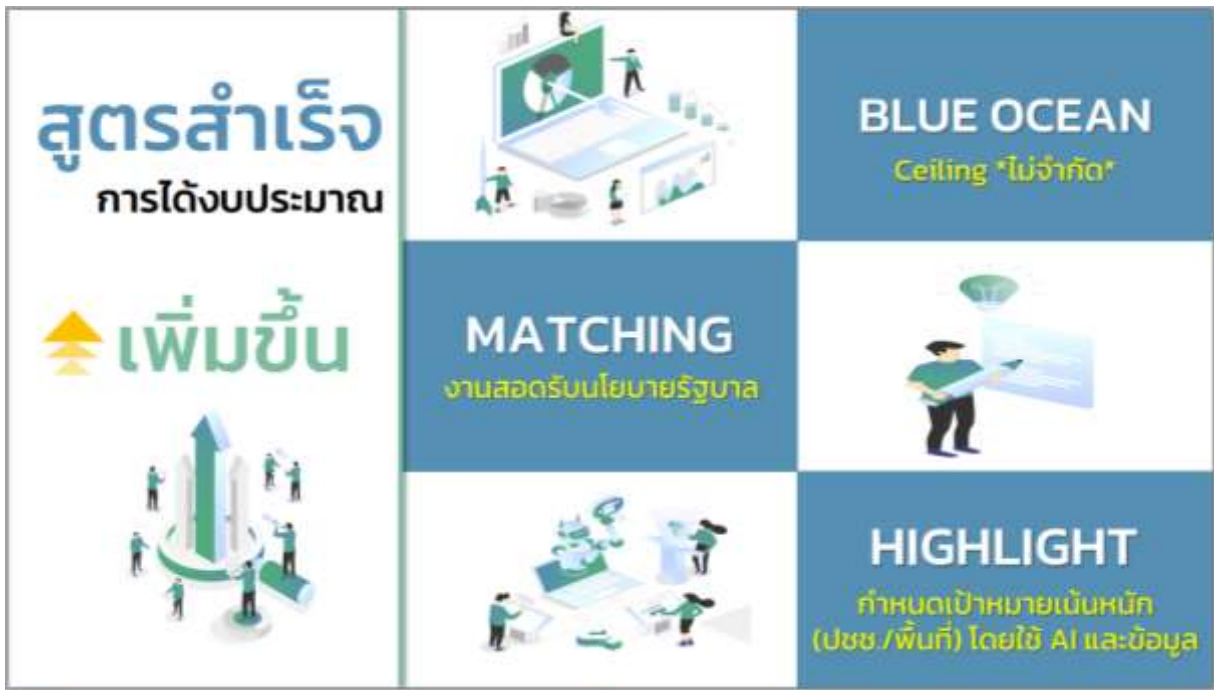 สูตรสำเร็จ
การได้งบประมาณ
เพิ่มขึ้น
BLUE OCEAN
Ceiling *ไม่จำกัด*
MATCHING
งานสอดรับนโยบายรัฐบาล
HIGHLIGHT
กำหนดเป้าหมายเน้นหนัก
(ปชช./พื้นที่) โดยใช้ AI และข้อมูล